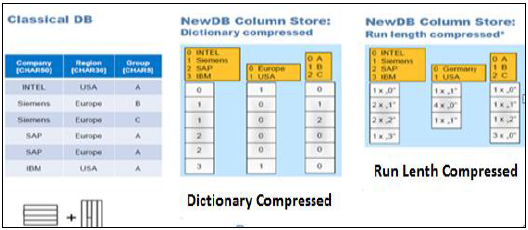 Classical DB
Company [CHAR50] Region [CHAR30] Group [CHAR5]
INTEL USA A
Siemens Europe B
Siemens Europe C
SAP Europe A
SAP Europe A
IBM USA A
+
NewDB Column Store:
Dictionary compressed
0 INTEL
1 Siemens
2 SAP
3 IBM
0 Europe
1 USA
0 A
1 B
2 C
0 1 0
1 0 1
1 0 2
2 0 0
2 0 0
3 1 0
Dictionary Compressed
NewDB Column Store:
Run length compressed*
0 INTEL
1 Siemens
2 SAP
3 IBM
0 Germany
1 USA
0 A
1 B
2 C
1 x „0" 1 x „1" 1 x „0"
2 x „1" 4 x „0" 1 x „1"
2 x „2" 1 x „1" 1 x „2"
1 x „3" 3 x „0"
Run Lenth Compressed